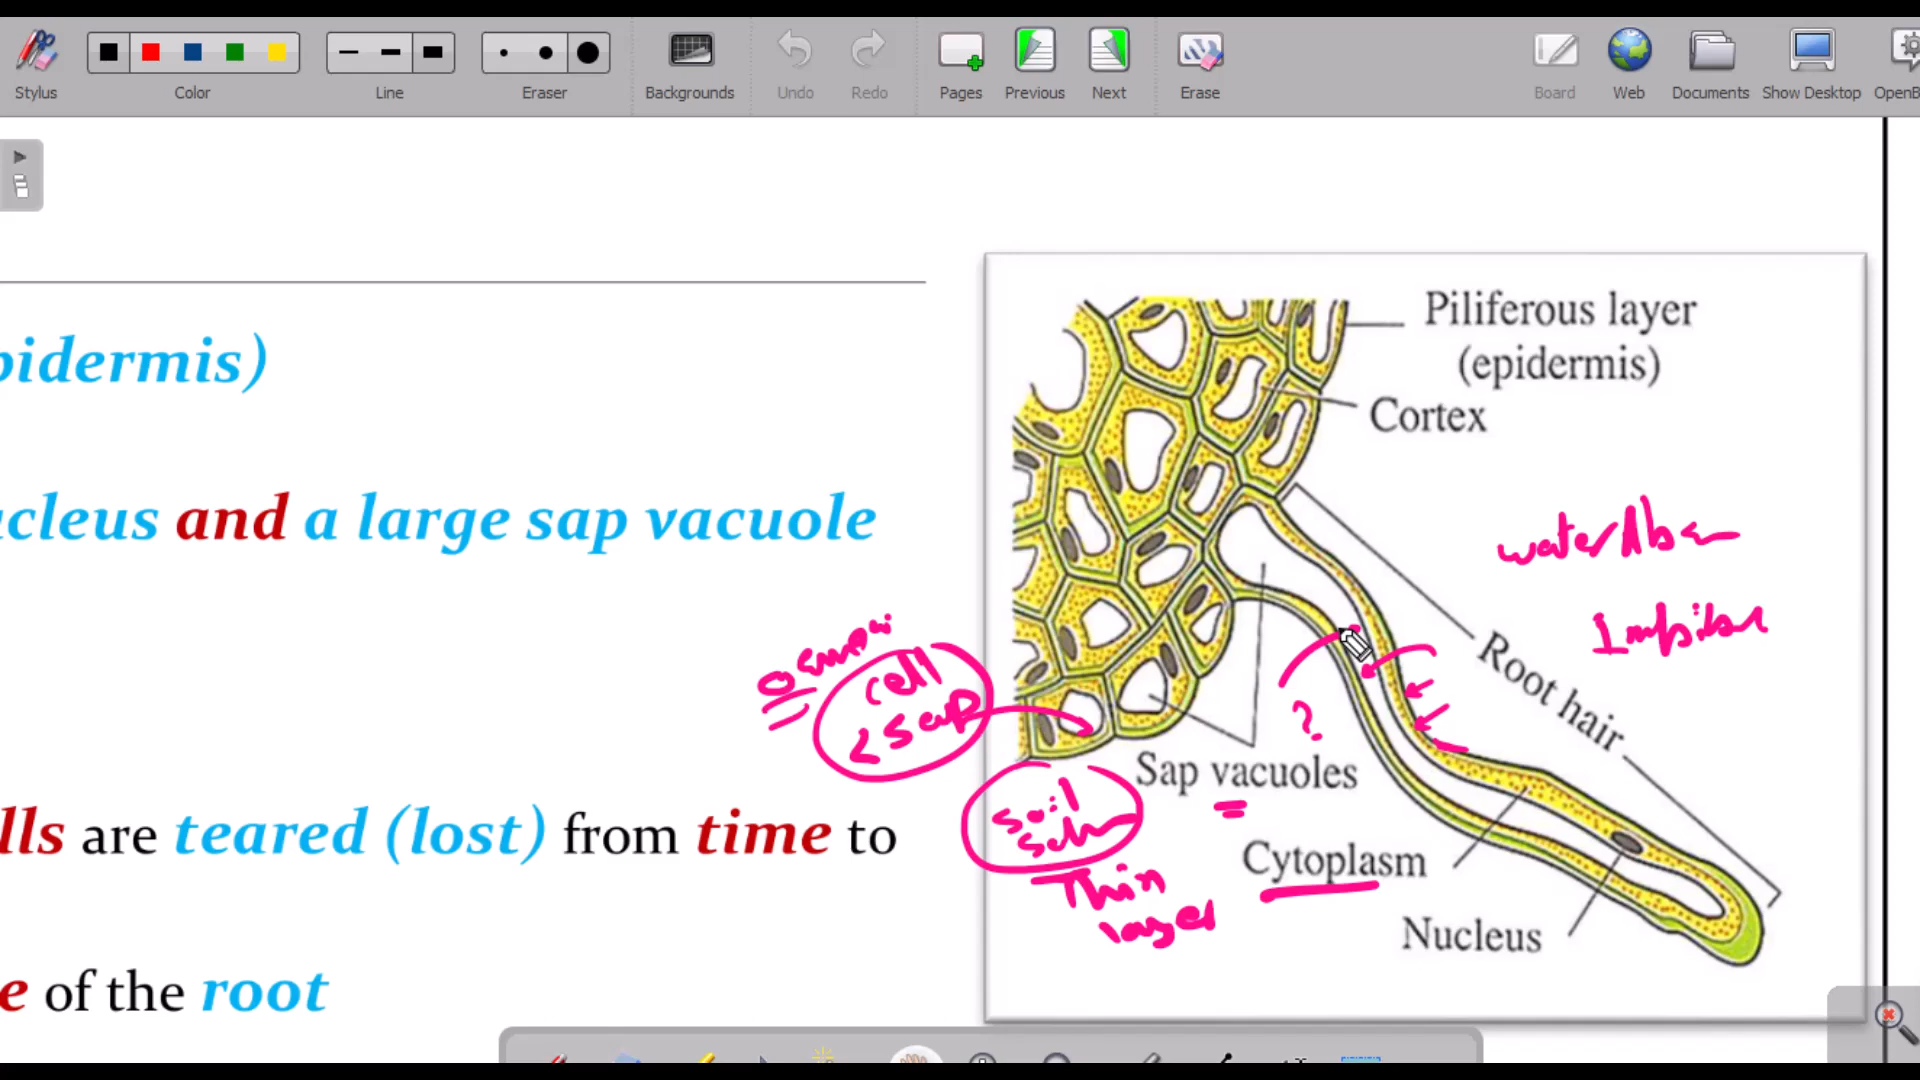 Stylus
Color
Line
Eraser
Backgrounds
Undo
Redo
Pages
Previous
Next
Erase
Board
Web
Documents
Show Desktop
OpenB
pidermis)
cleus and a large sap vacuole
lls are teared (lost) from time to
e of the root
Piliferous layer
(epidermis)
Cortex
Root hair
Sap vacuoles
Cytoplasm
Nucleus
water
cell
sap
?
soil
Thin
layer